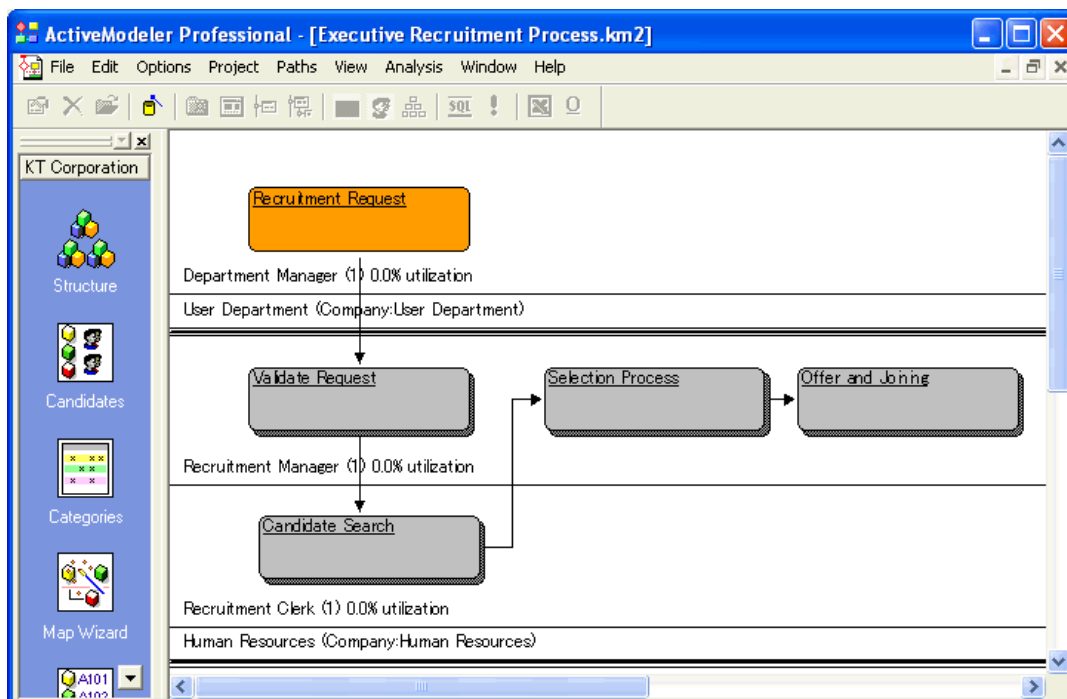 ActiveModeler Professional - [Executive Recruitment Process.km2]
File Edit Options Project Paths View Analysis Window Help
SQL
KT Corporation
Structure
Candidates
Categories
Map Wizard
A101
Recruitment Request
Department Manager (1) 0.0% utilization
User Department (Company:User Department)
Validate Request
Selection Process
Offer and Joining
Recruitment Manager (1) 0.0% utilization
Candidate Search
Recruitment Clerk (1) 0.0% utilization
Human Resources (Company:Human Resources)